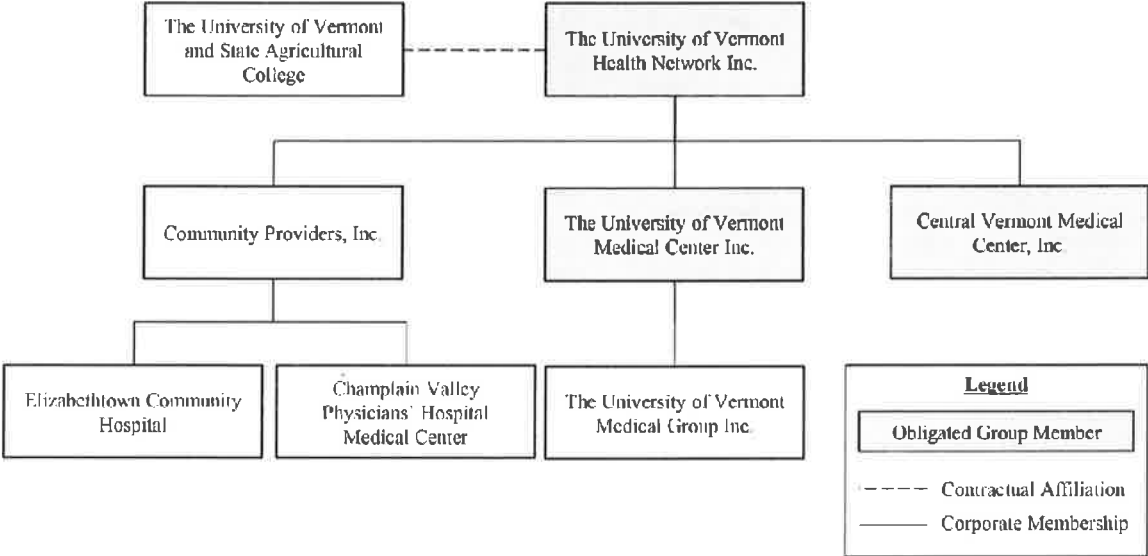 The University of Vermont
and State Agricultural
College
The University of Vermont
Health Network Inc.
Community Providers, Inc.
The University of Vermont
Medical Center Inc.
Central Vermont Medical
Center, Inc
Elizabethtown Community
Hospital
Champlain Valley
Physicians' Hospital
Medical Center
The University of Vermont
Medical Group Inc.
Legend
Obligated Group Member
Contractual Affiliation
Corporate Membership